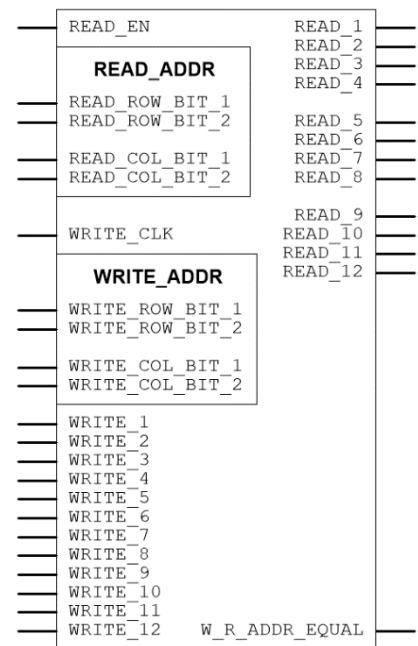 READ_EN READ_1
READ_2
READ_ADDR READ_3
READ_4
READ_ROW_BIT_1
READ_ROW_BIT_2 READ_5
READ_6
READ_COL_BIT_1 READ_7
READ_COL_BIT_2 READ_8
READ_9
WRITE_CLK READ_10
READ_11
WRITE_ADDR READ_12
WRITE_ROW_BIT_1
WRITE_ROW_BIT_2
WRITE_COL_BIT_1
WRITE_COL_BIT_2
WRITE_1
WRITE_2
WRITE_3
WRITE_4
WRITE_5
WRITE_6
WRITE_7
WRITE_8
WRITE_9
WRITE_10
WRITE_11
WRITE_12 W_R_ADDR_EQUAL